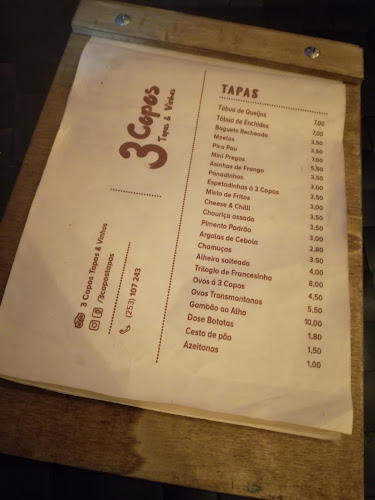 3 Copos
Tapas & Vinhos
3 Copos Tapas & Vinhos
/3copostapas
(253) 107 243
TAPAS
Tábua de Queijos 7,00
Tábua de Enchidos 7,00
Baguete Recheada 3,50
Moelas 3,50
Pica Pau 7,00
Mini Pregos 5,50
Asinhas de Frango 3,50
Panadinhos 3,00
Espetadinhas á 3 Copos 3,50
Misto de Fritos 3,50
Cheese & Chilli 3,50
Chouriça assada 3,50
Pimento Padrão 3,00
Argolas de Cebola 2,80
Chamuças 3.50
Alheira salteada 4,00
Trilogia de Francesinha 8,00
Ovos á 3 Copos 4,50
Ovos Transmontanos 5,50
Gambão ao Alho 10,00
Dose Batatas 1,80
Cesto de pão 1,50
Azeitonas 1,00